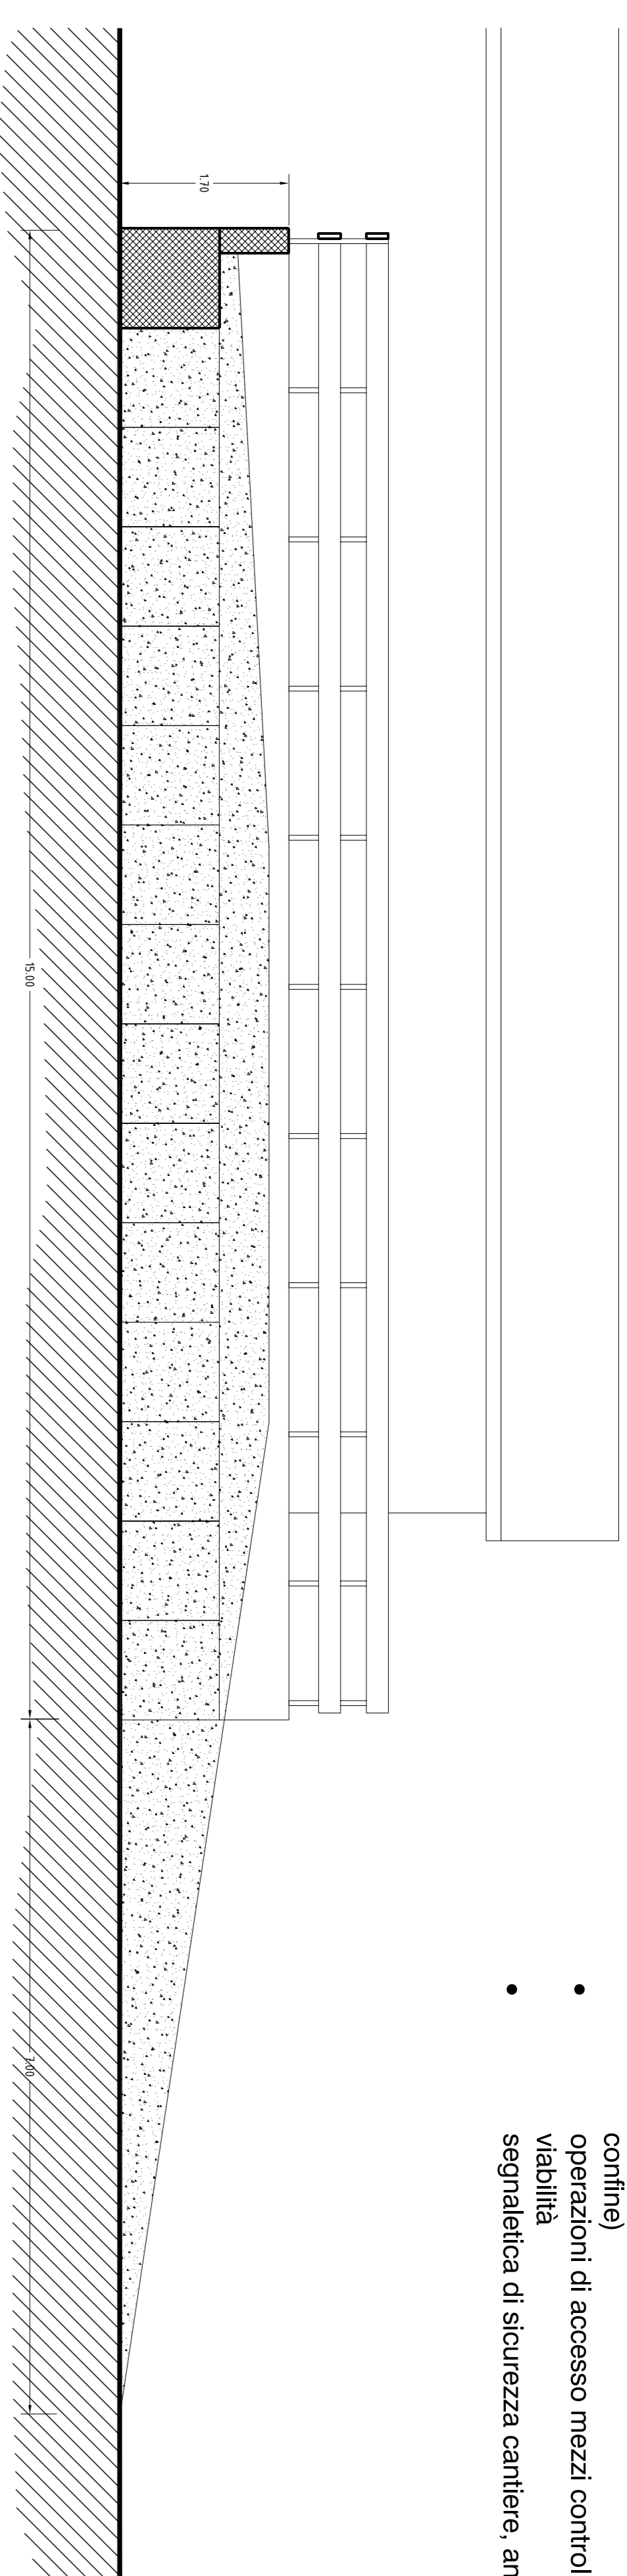 confine)
• operazioni di accesso mezzi control
viabilità
• segnaletica di sicurezza cantiere, an
1.70
15.00
7.00